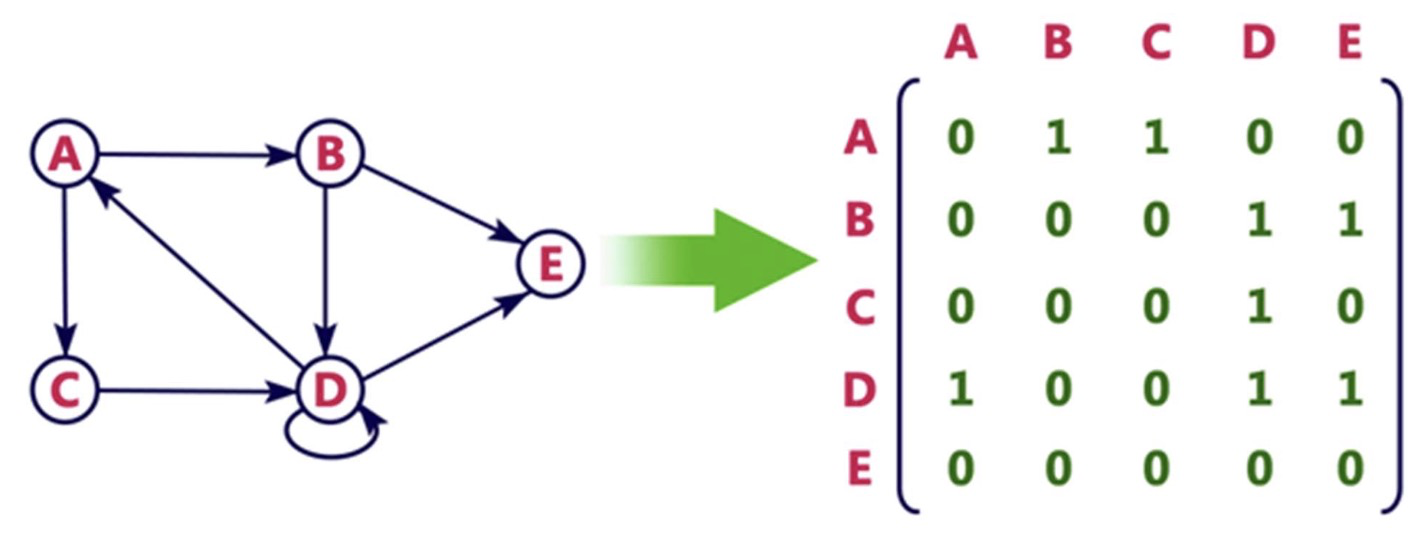 A B C D E
A B
A 0 1 1 0 0
B 0 0 0 1 1
E
C 0 0 0 1 0
C D
D 1 0 0 1 1
E 0 0 0 0 0